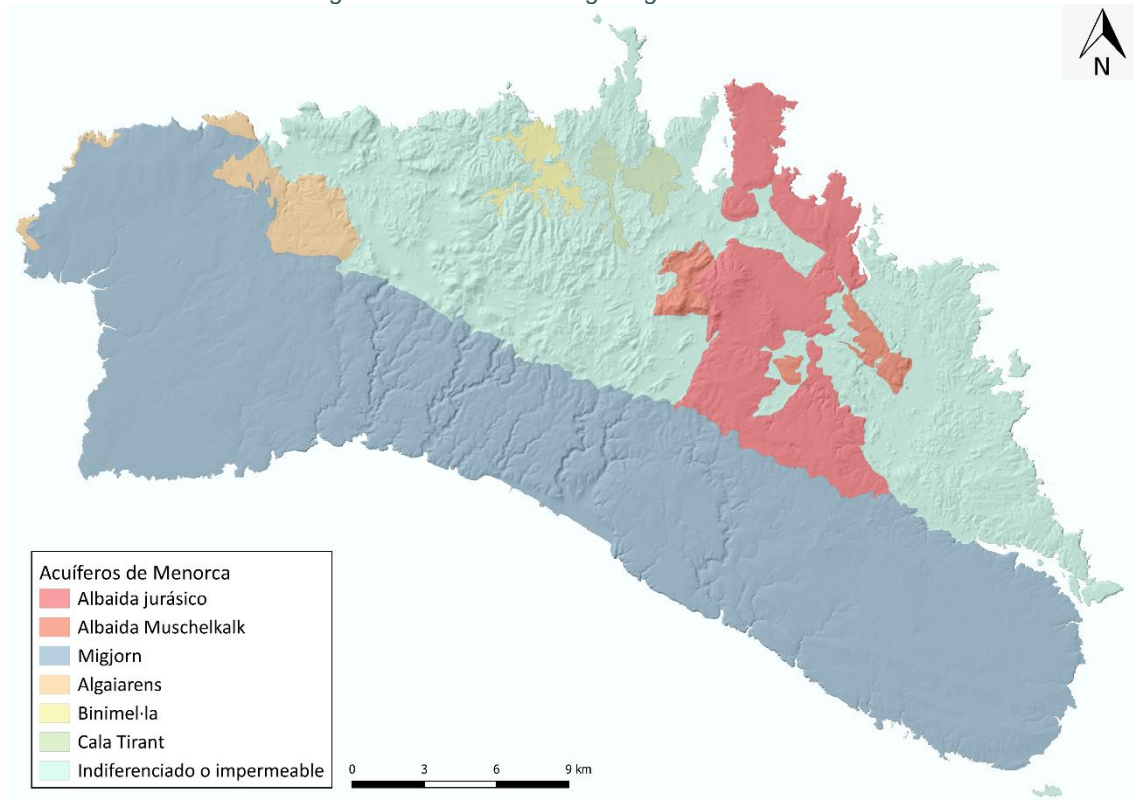 N
Acuíferos de Menorca
Albaida jurásico
Albaida Muschelkalk
Migjorn
Algaiarens
Binimel·la
Cala Tirant
Indiferenciado o impermeable
0 3 6 9 km